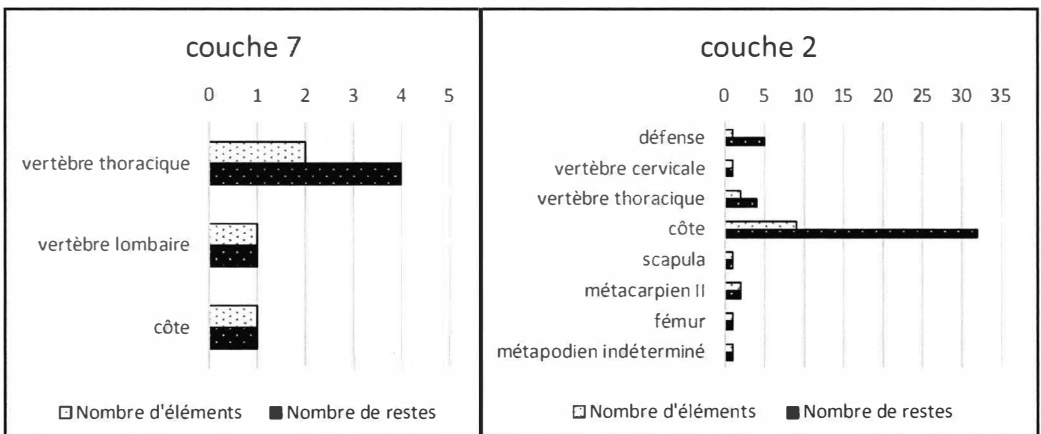 couche 7
0 1 2 3 4 5
vertèbre thoracique
vertèbre lombaire
côte
Nombre d'éléments Nombre de restes
couche 2
0 5 10 15 20 25 30 35
défense
vertèbre cervicale
vertèbre thoracique
côte
scapula
métacarpien II
fémur
métapodien indéterminé
Nombre d'éléments Nombre de restes